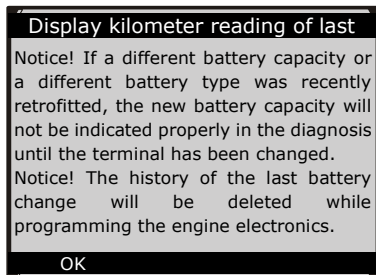 Display kilometer reading of last
Notice! If a different battery capacity or
a different battery type was recently
retrofitted, the new battery capacity will
not be indicated properly in the diagnosis
until the terminal has been changed.
Notice! The history of the last battery
change will be deleted while
programming the engine electronics.
OK